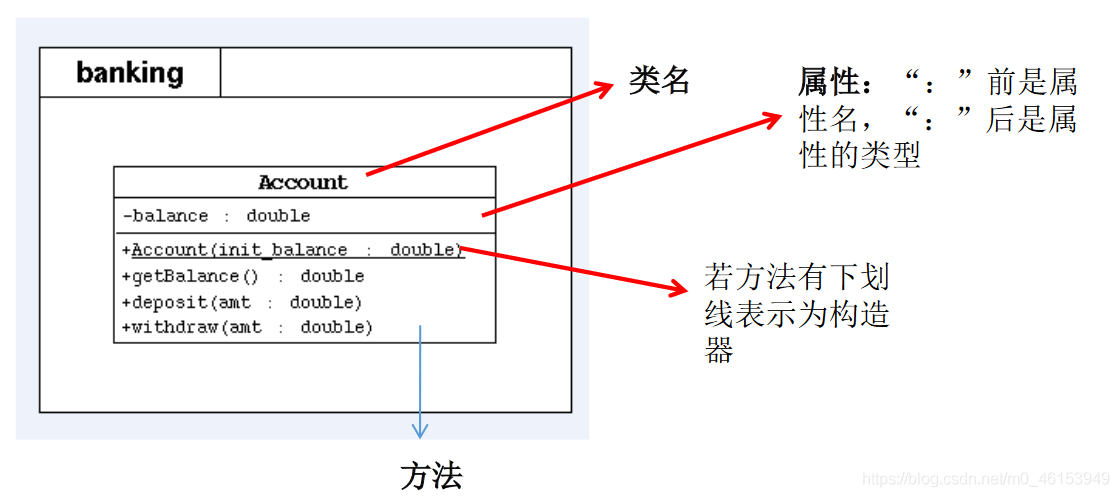 banking
类名
属性：“：”前是属
性名，“：”后是属
性的类型
Account
-balance : double
+Account(init_balance : double)
+getBalance() : double
+deposit(amt : double)
+withdraw(amt : double)
若方法有下划
线表示为构造
器
方法
https://blog.csdn.net/m0_46153949